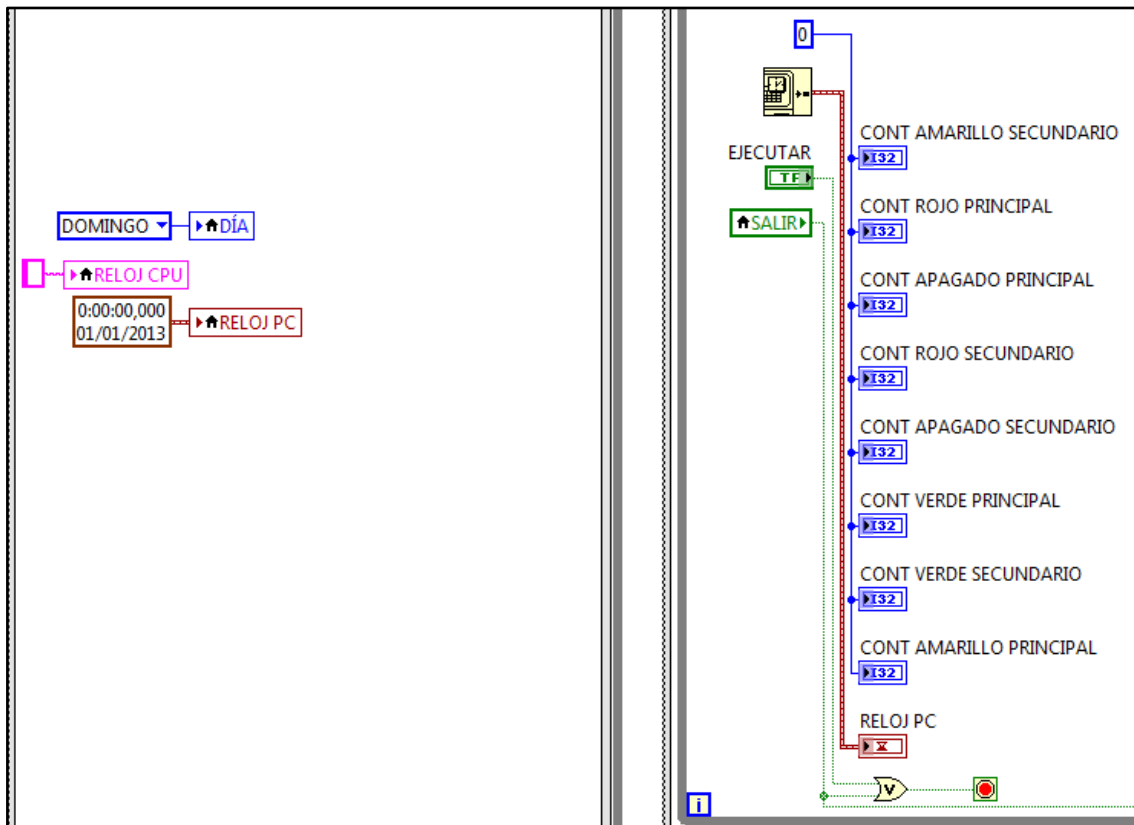 DOMINGO
DÍA
RELOJ CPU
0:00:00,000
01/01/2013
RELOJ PC
0
CONT AMARILLO SECUNDARIO
I32
EJECUTAR
TF
CONT ROJO PRINCIPAL
I32
SALIR
CONT APAGADO PRINCIPAL
I32
CONT ROJO SECUNDARIO
I32
CONT APAGADO SECUNDARIO
I32
CONT VERDE PRINCIPAL
I32
CONT VERDE SECUNDARIO
I32
CONT AMARILLO PRINCIPAL
I32
RELOJ PC
V
i